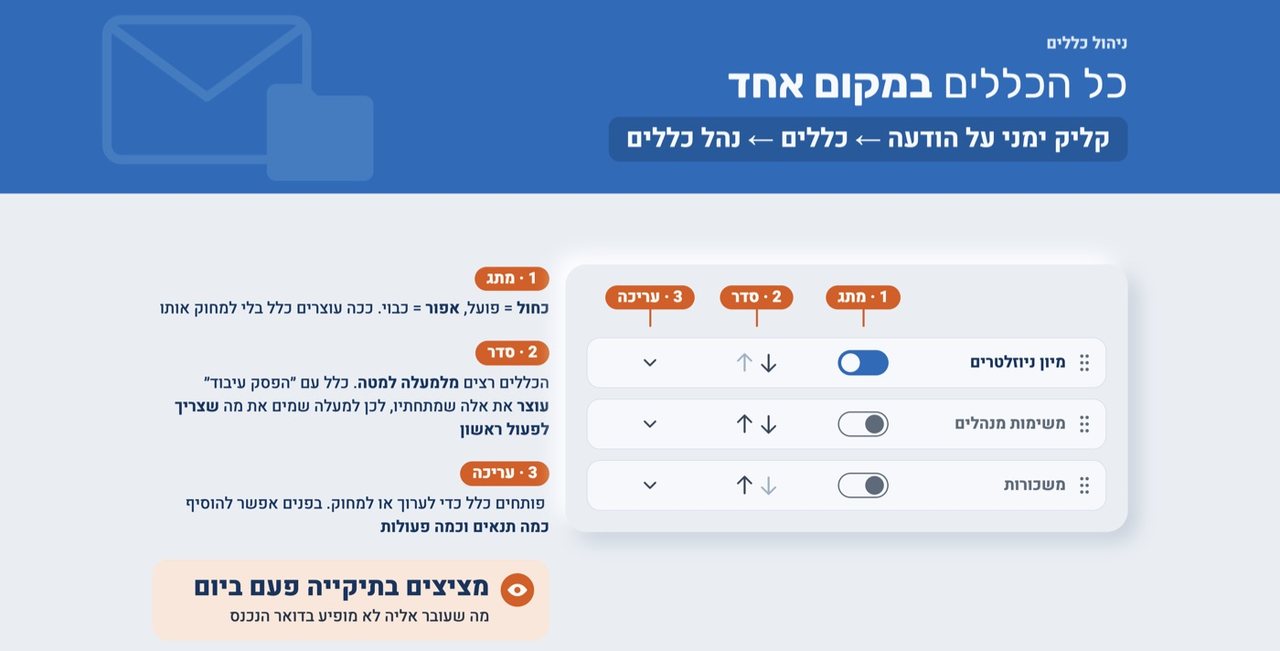 ניהול כללים
כל הכללים במקום אחד
קליק ימני על הודעה ← כללים ← נהל כללים
1 · מתג
2 · סדר
3 · עריכה
מיון ניוזלטרים
משימות מנהלים
משכורות
1 · מתג
כחול = פועל, אפור = כבוי. ככה עוצרים כלל בלי למחוק אותו
2 · סדר
הכללים רצים מלמעלה למטה. כלל עם ״הפסק עיבוד״
עוצר את אלה שמתחתיו, לכן למעלה שמים את מה שצריך
לפעול ראשון
3 · עריכה
פותחים כלל כדי לערוך או למחוק. בפנים אפשר להוסיף
כמה תנאים וכמה פעולות
מציצים בתיקייה פעם ביום
מה שעובר אליה לא מופיע בדואר הנכנס